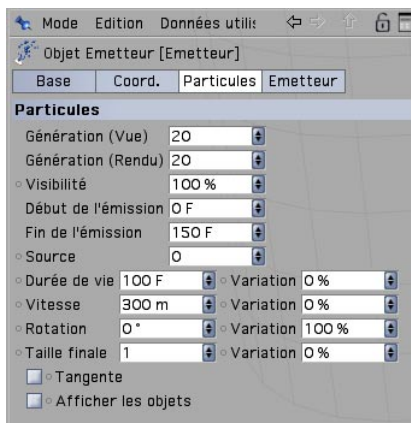 Mode Edition Données utilis
Objet Emetteur [Emetteur]
Base Coord. Particules Emetteur
Particules
Génération (Vue) 20
Génération (Rendu) 20
Visibilité 100 %
Début de l'émission 0 F
Fin de l'émission 150 F
Source 0
Durée de vie 100 F Variation 0 %
Vitesse 300 m Variation 0 %
Rotation 0 ° Variation 100 %
Taille finale 1 Variation 0 %
Tangente
Afficher les objets